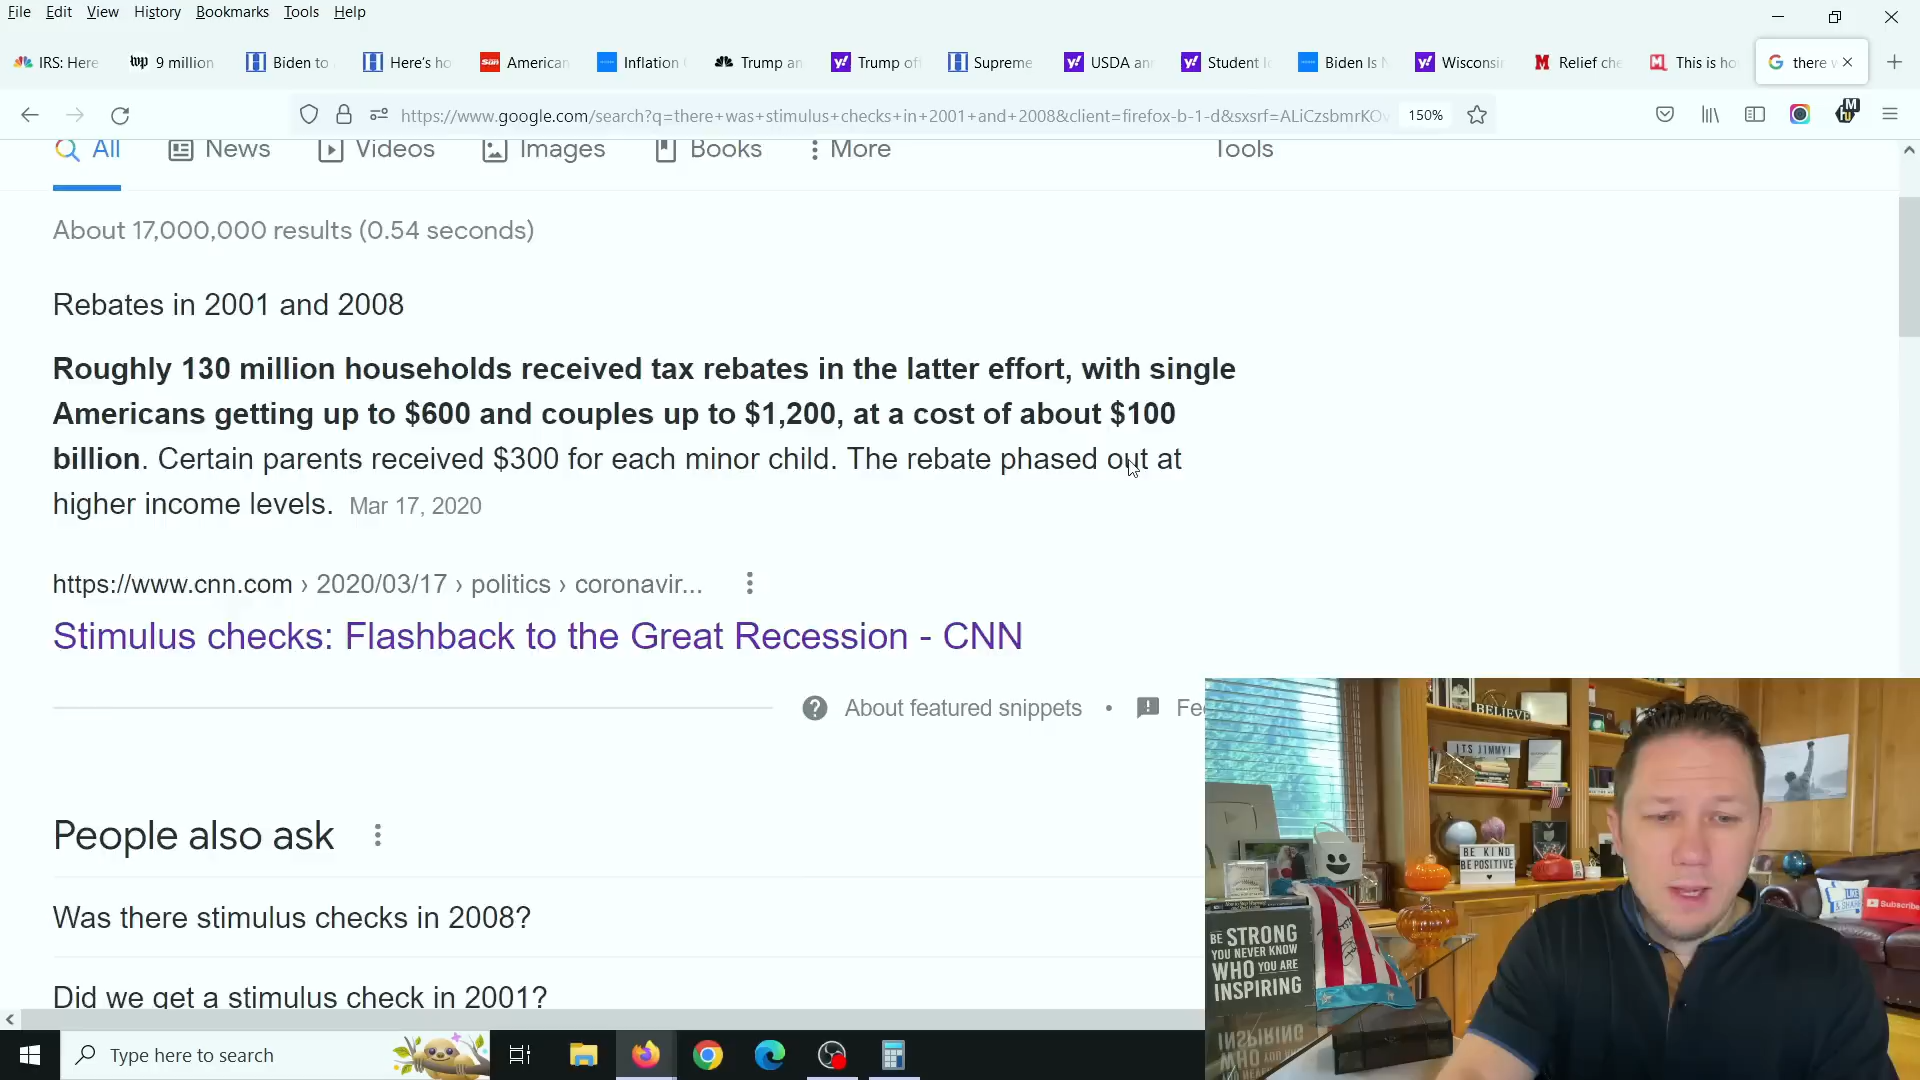 File Edit View History Bookmarks Tools Help
IRS: Here
wp 9 million
Biden to
Here's ho
Sun American
Inflation
Trump an
y! Trump of
Supreme
y! USDA an
y! Student l
Biden Is N
y! Wisconsi
M Relief che
This is ho
G there w
https://www.google.com/search?q=there+was+stimulus+checks+in+2001+and+2008&client=firefox-b-1-d&sxsrf=ALiCzsbmrKO
150%
M
All News Videos Images Books More Tools
About 17,000,000 results (0.54 seconds)
Rebates in 2001 and 2008
Roughly 130 million households received tax rebates in the latter effort, with single
Americans getting up to $600 and couples up to $1,200, at a cost of about $100
billion. Certain parents received $300 for each minor child. The rebate phased out at
higher income levels. Mar 17, 2020
https://www.cnn.com › 2020/03/17 › politics › coronavir...
Stimulus checks: Flashback to the Great Recession - CNN
About featured snippets • Fe
People also ask
Was there stimulus checks in 2008?
Did we get a stimulus check in 2001?
BELIEVE
ITS JIMMY!
BE KIND
BE POSITIVE
LIKE
& SHARE
Subscribe
BE STRONG
YOU NEVER KNOW
WHO YOU ARE
INSPIRING
Type here to search